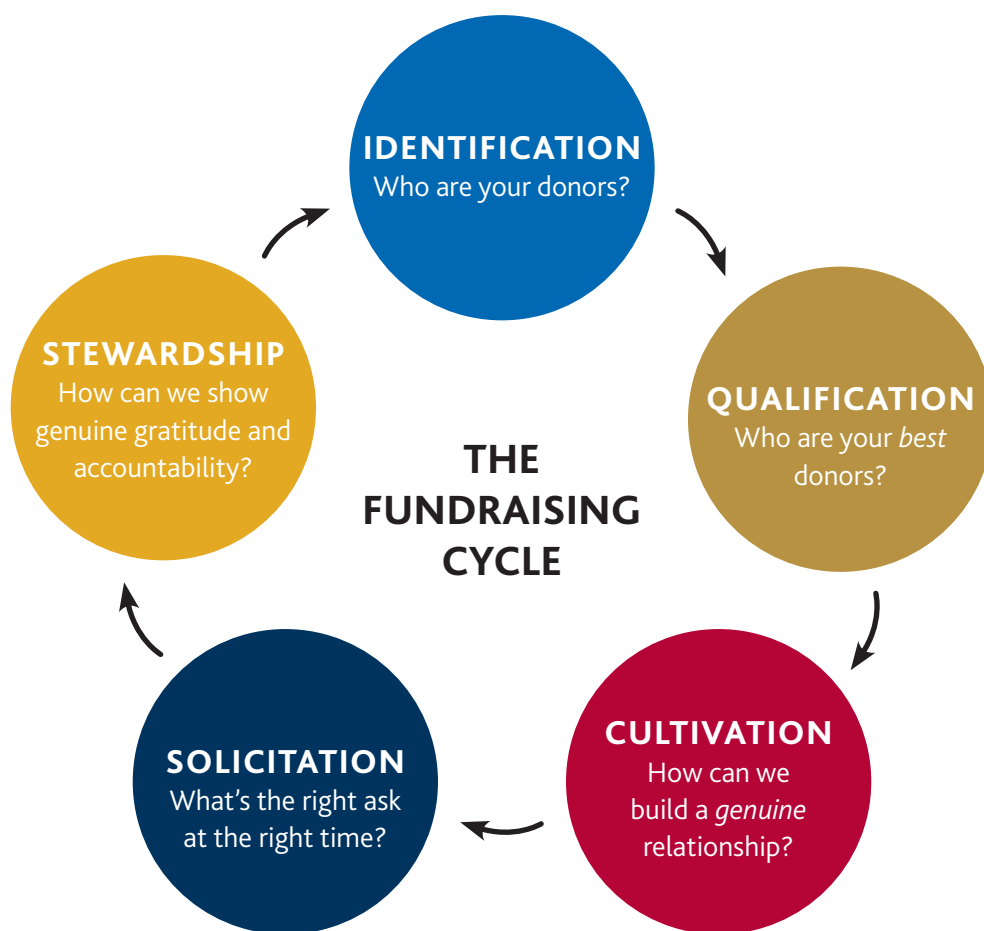 IDENTIFICATION
Who are your donors?
QUALIFICATION
Who are your best
donors?
CULTIVATION
How can we
build a genuine
relationship?
SOLICITATION
What's the right ask
at the right time?
STEWARDSHIP
How can we show
genuine gratitude and
accountability?
THE
FUNDRAISING
CYCLE